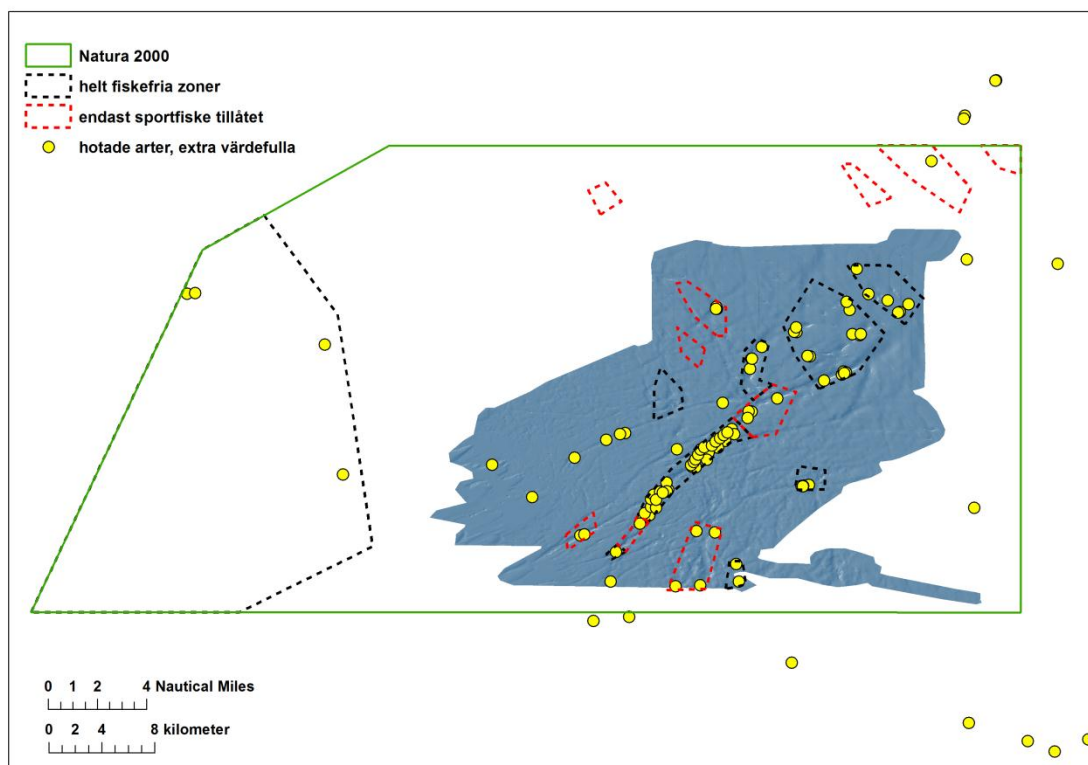 Natura 2000
helt fiskefria zoner
endast sportfiske tillåtet
hotade arter, extra värdefulla
0 1 2 4 Nautical Miles
0 2 4 8 kilometer